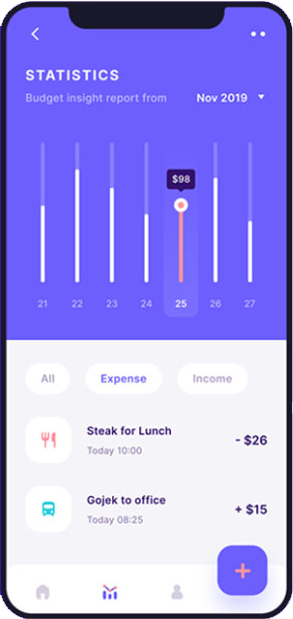 STATISTICS
Budget insight report from Nov 2019
$98
21 22 23 24 25 26 27
All Expense Income
Steak for Lunch
- $26
Today 10:00
Gojek to office
+ $15
Today 08:25